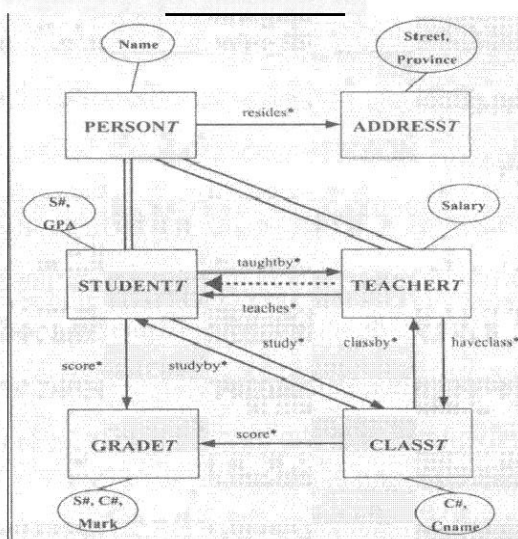 Name
Street,
Province
PERSONT
resides*
ADDRESST
S#,
GPA
Salary
taughtby*
STUDENTT
TEACHERT
teaches*
study*
classby*
haveclass*
score*
studyby*
GRADET
score*
CLASST
S#, C#,
Mark
C#,
Cname